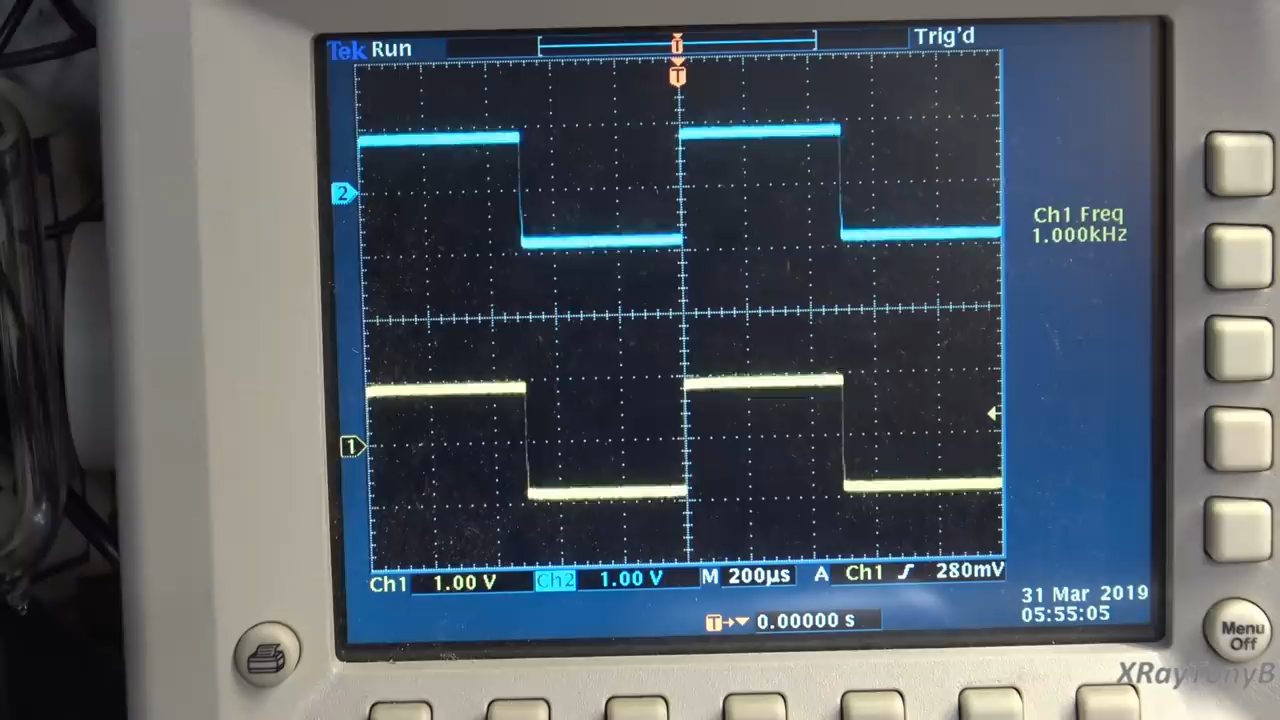 Tek Run Trig'd
T
T
2
Ch1 Freq
1.000kHz
1
Ch1 1.00 V Ch2 1.00 V M 200µs A Ch1 280mV
31 Mar 2019
05:55:05
T 0.00000 s
Menu
Off
XRayTonyB